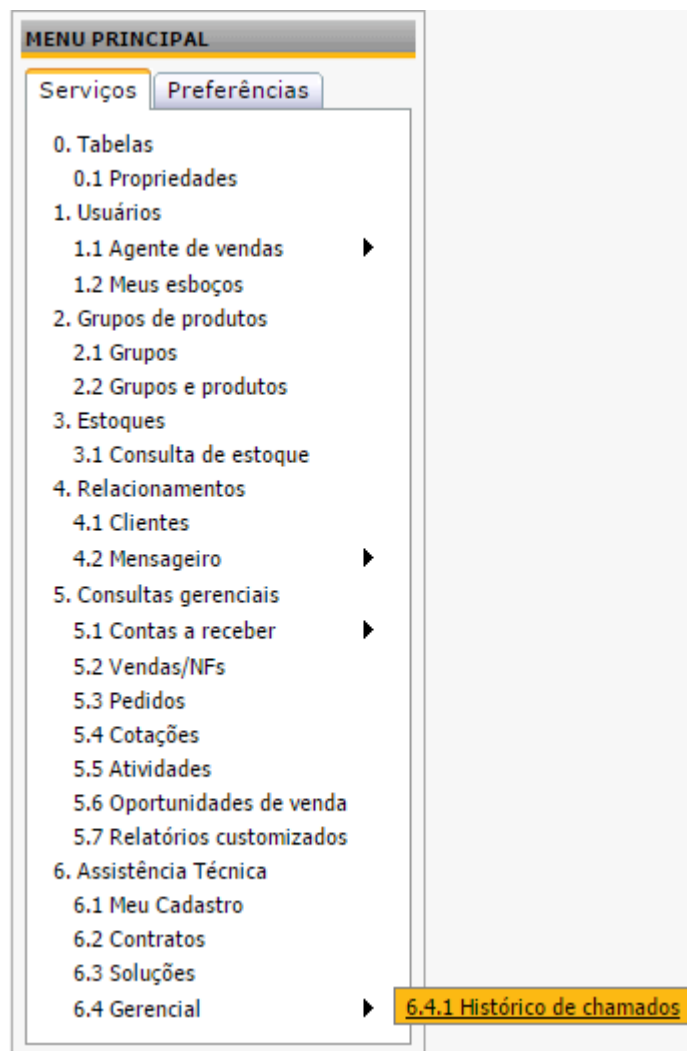 MENU PRINCIPAL
Serviços Preferências
0. Tabelas
0.1 Propriedades
1. Usuários
1.1 Agente de vendas
1.2 Meus esboços
2. Grupos de produtos
2.1 Grupos
2.2 Grupos e produtos
3. Estoques
3.1 Consulta de estoque
4. Relacionamentos
4.1 Clientes
4.2 Mensageiro
5. Consultas gerenciais
5.1 Contas a receber
5.2 Vendas/NFs
5.3 Pedidos
5.4 Cotações
5.5 Atividades
5.6 Oportunidades de venda
5.7 Relatórios customizados
6. Assistência Técnica
6.1 Meu Cadastro
6.2 Contratos
6.3 Soluções
6.4 Gerencial 6.4.1 Histórico de chamados